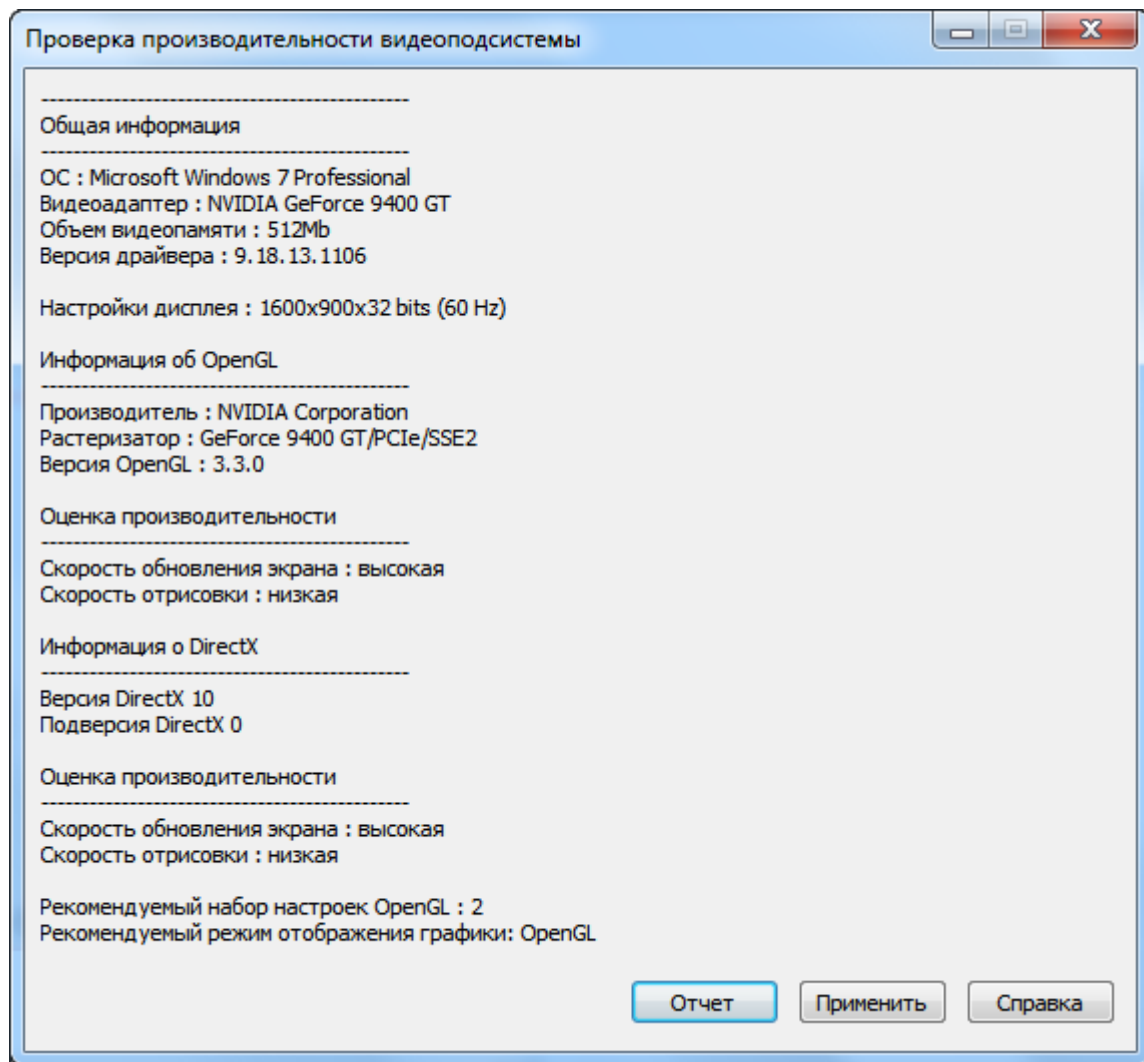 Проверка производительности видеоподсистемы
----------------------------------------------
Общая информация
----------------------------------------------
ОС : Microsoft Windows 7 Professional
Видеоадаптер : NVIDIA GeForce 9400 GT
Объем видеопамяти : 512Mb
Версия драйвера : 9.18.13.1106
Настройки дисплея : 1600x900x32 bits (60 Hz)
Информация об OpenGL
----------------------------------------------
Производитель : NVIDIA Corporation
Растеризатор : GeForce 9400 GT/PCIe/SSE2
Версия OpenGL : 3.3.0
Оценка производительности
----------------------------------------------
Скорость обновления экрана : высокая
Скорость отрисовки : низкая
Информация о DirectX
----------------------------------------------
Версия DirectX 10
Подверсия DirectX 0
Оценка производительности
----------------------------------------------
Скорость обновления экрана : высокая
Скорость отрисовки : низкая
Рекомендуемый набор настроек OpenGL : 2
Рекомендуемый режим отображения графики: OpenGL
Отчет Применить Справка